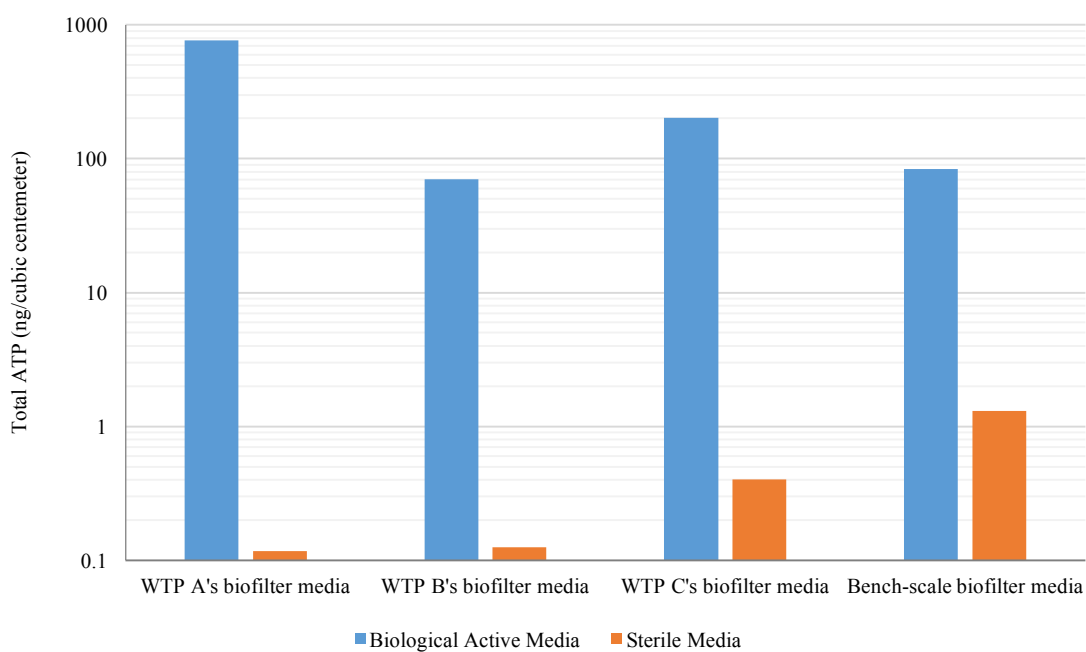 1000
100
10
1
0.1
Total ATP (ng/cubic centemeter)
WTP A's biofilter media
WTP B's biofilter media
WTP C's biofilter media
Bench-scale biofilter media
Biological Active Media
Sterile Media